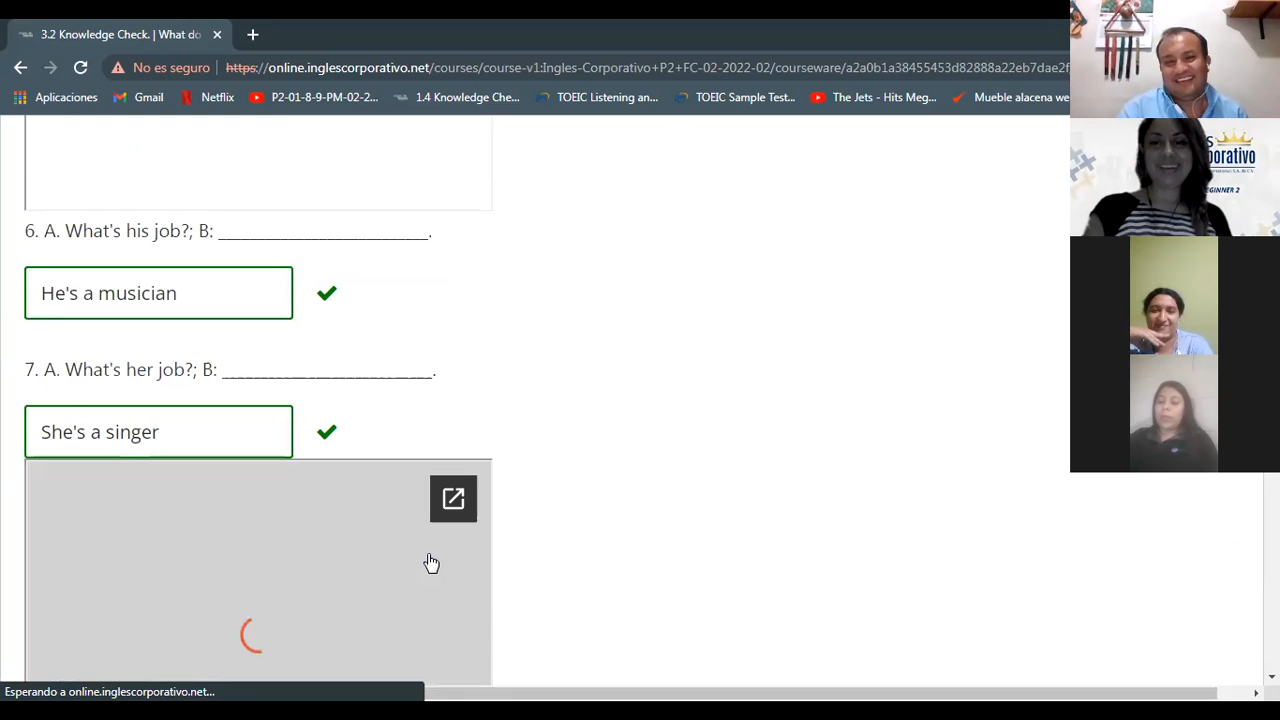 3.2 Knowledge Check. | What do
No es seguro
https://online.inglescorporativo.net/courses/
e-v1:Ingles-Corporativo+P2+FC-02-2022-02/courseware/a2a0b1a38455453d82888a22eb7dae2f
Aplicaciones
Gmail
Netflix
P2-01-8-9-PM-02-2...
1.4 Knowledge Che...
TOEIC Listening an...
TOEIC Sample Test...
The Jets - Hits Meg...
Mueble alacena we
6. A. What's his job?; B: ________________________.
He's a musician
7. A. What's her job?; B: ________________________.
She's a singer
Esperando a online.inglescorporativo.net...
S
porativo
EGINNER 2